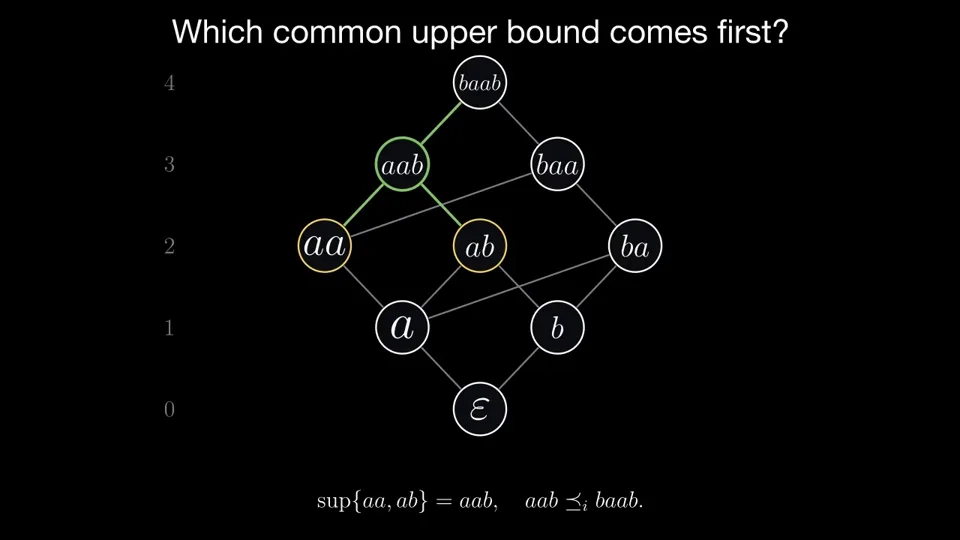 Which common upper bound comes first?
4 baab
3 aab baa
2 aa ab ba
1 a b
0 ε
sup{aa, ab} = aab, aab ⪯ᵢ baab.